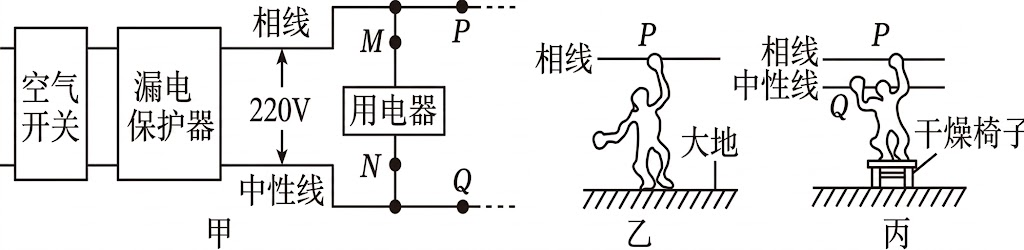 空气
开关
漏电
保护器
相线
220V
中性线
M
用电器
N
P
Q
甲
相线
P
大地
乙
相线
中性线
P
Q
干燥椅子
丙